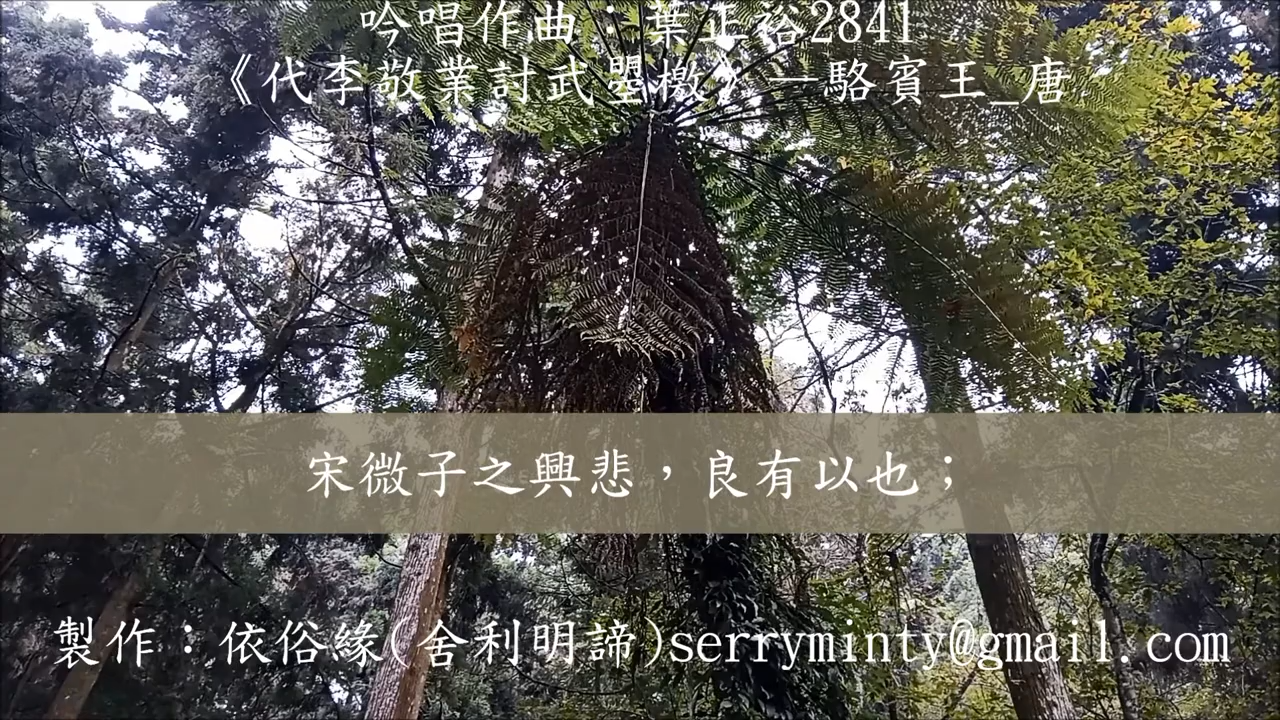 吟唱作曲：葉正裕2841
《代李敬業討武曌檄》—駱賓王_唐
宋微子之興悲，良有以也；
製作：依俗緣(舍利明諦)serryminty@gmail.com